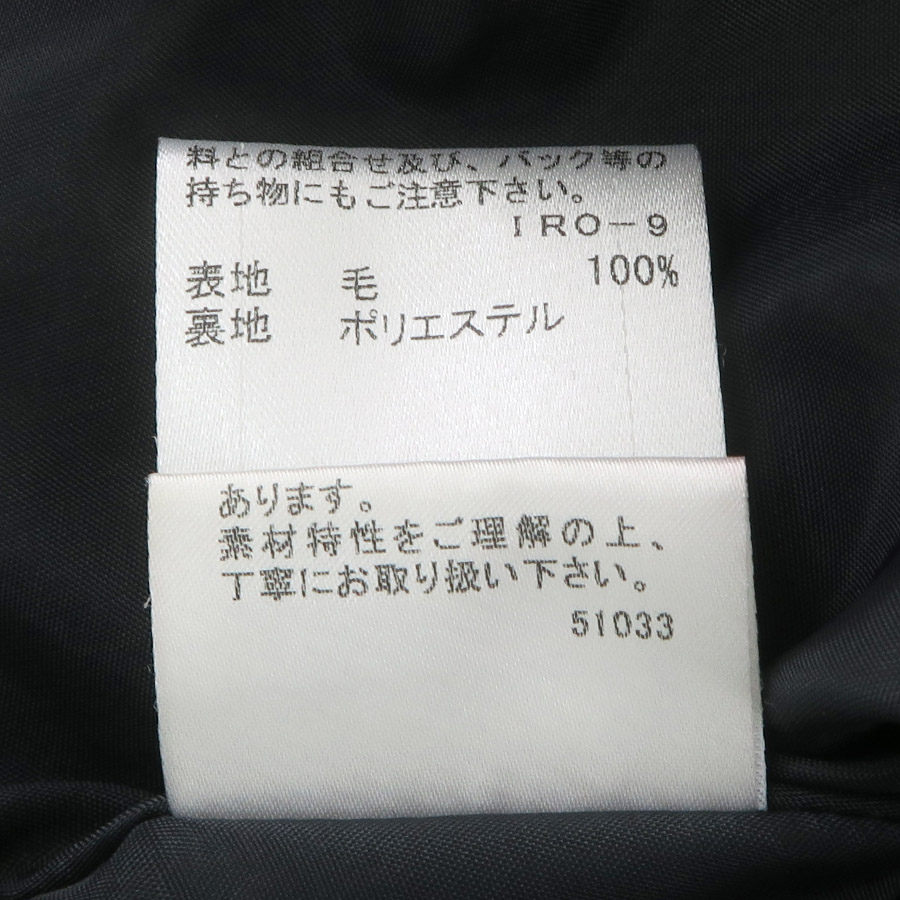 料との組合せ及び、バック等の
持ち物にもご注意下さい。
IRO-9
表地 毛 100%
裏地 ポリエステル
あります。
素材特性をご理解の上、
丁寧にお取り扱い下さい。
51033